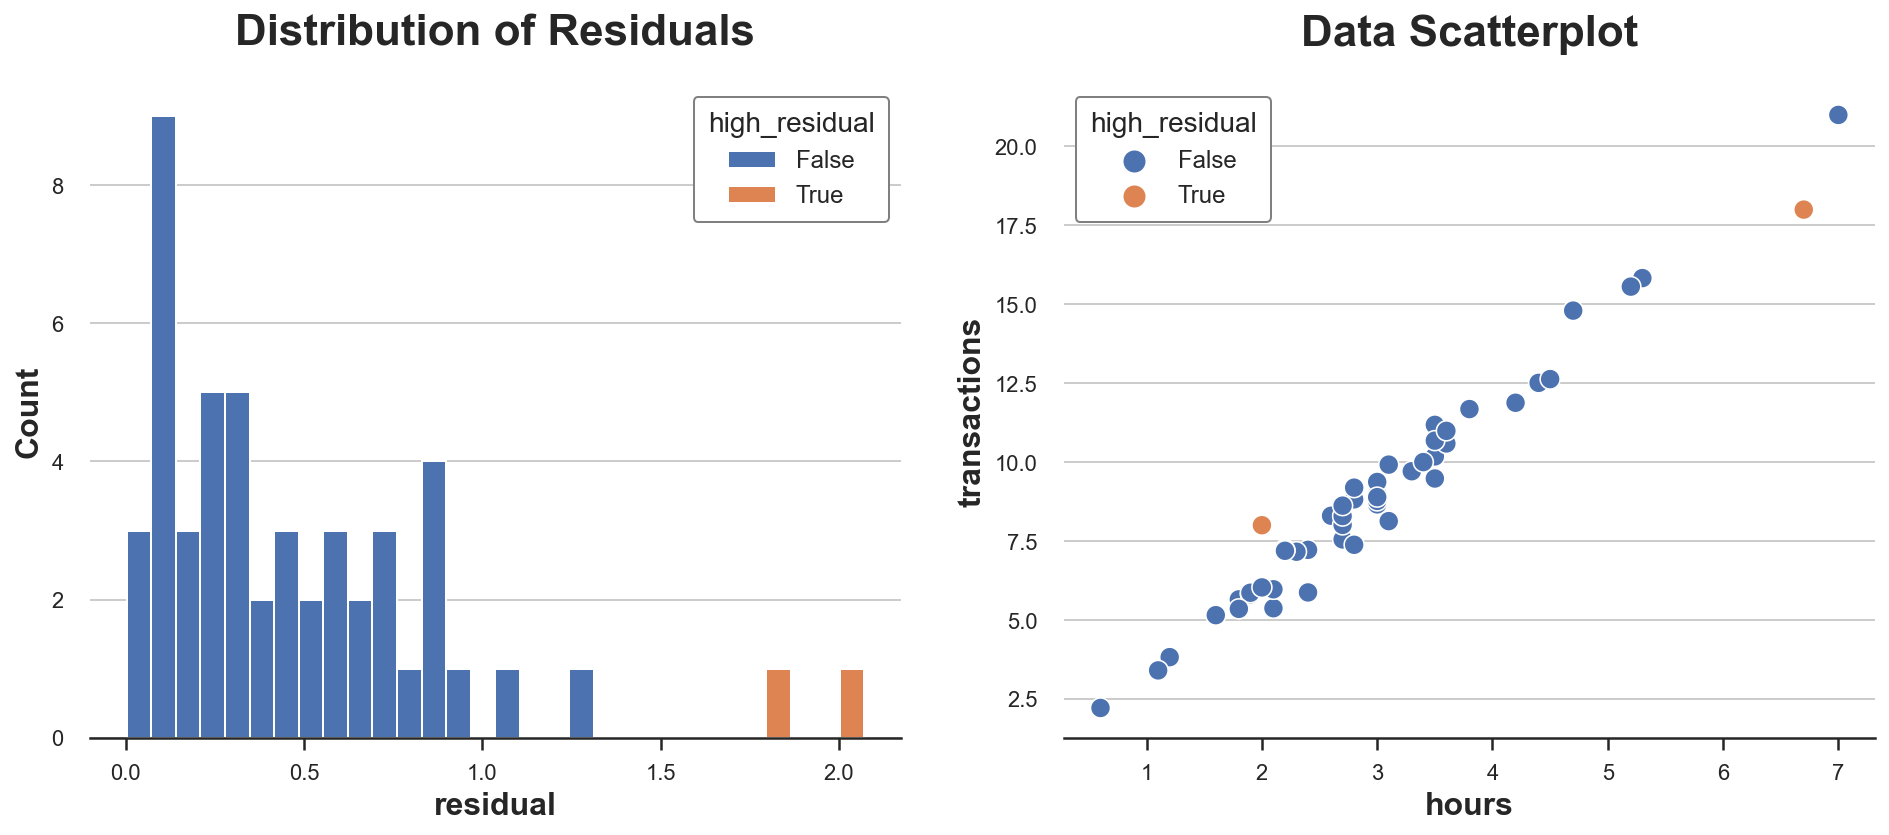 Distribution of Residuals
high_residual
False
True
8
6
4
2
0
Count
0.0 0.5 1.0 1.5 2.0
residual
Data Scatterplot
high_residual
False
True
20.0
17.5
15.0
12.5
10.0
7.5
5.0
2.5
transactions
1 2 3 4 5 6 7
hours